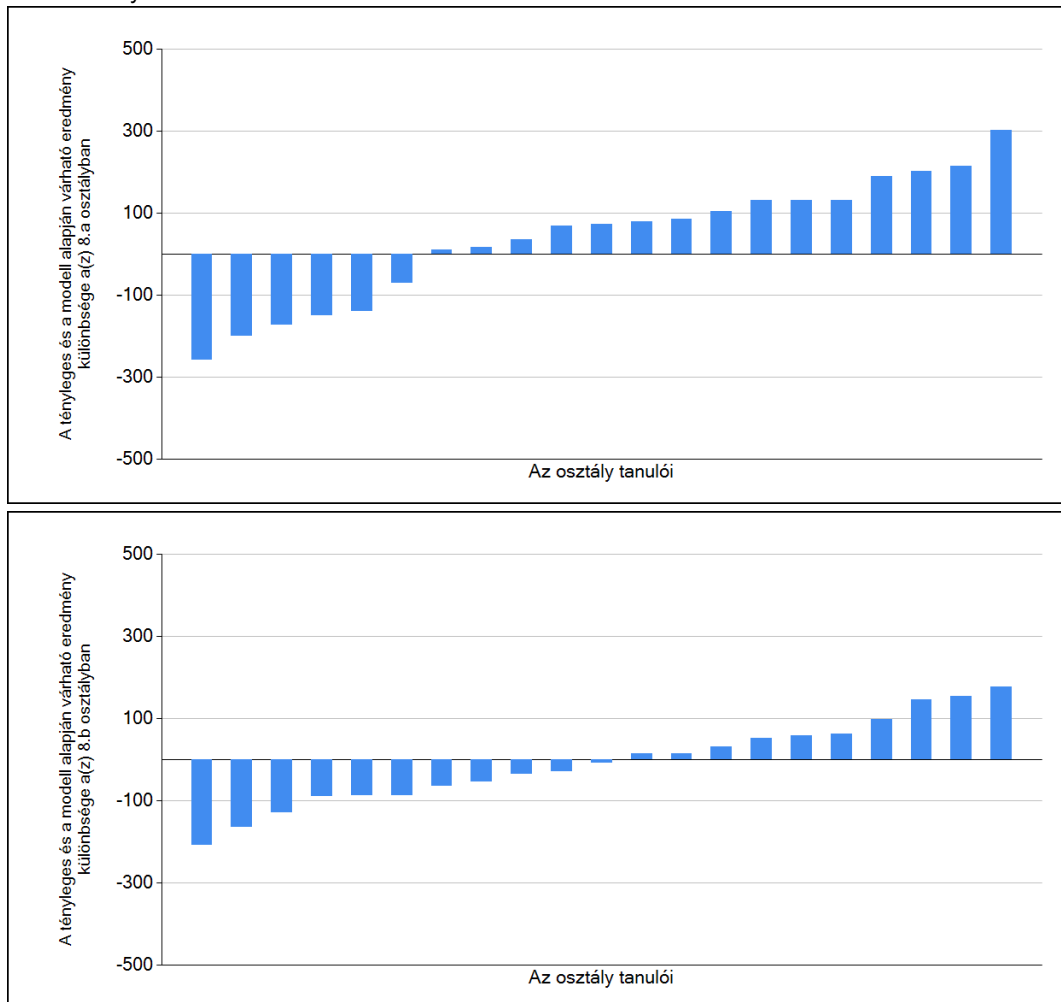 500
300
100
-100
-300
-500
A tényleges és a modell alapján várható eredmény
különbsége a(z) 8.a osztályban
Az osztály tanulói
500
300
100
-100
-300
-500
A tényleges és a modell alapján várható eredmény
különbsége a(z) 8.b osztályban
Az osztály tanulói